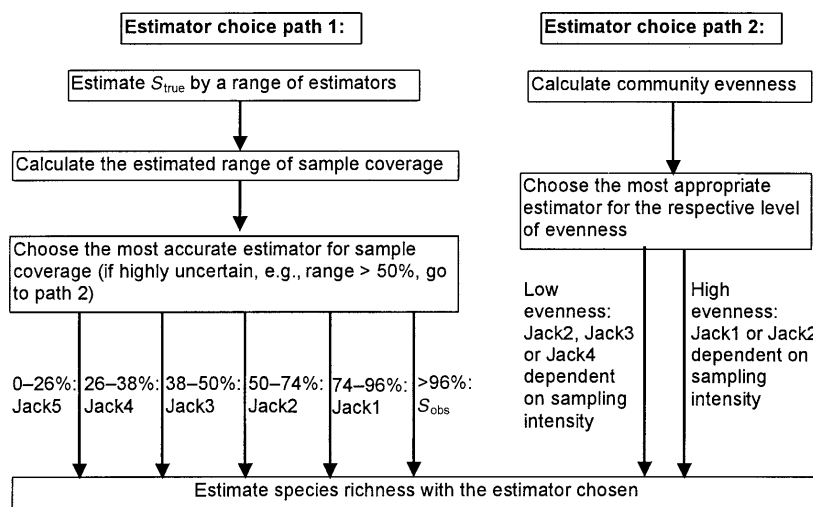 Estimator choice path 1:
Estimate Strue by a range of estimators
Calculate the estimated range of sample coverage
Choose the most accurate estimator for sample
coverage (if highly uncertain, e.g., range > 50%, go
to path 2)
0–26%:
Jack5
26–38%:
Jack4
38–50%:
Jack3
50–74%:
Jack2
74–96%:
Jack1
>96%:
Sobs
Estimator choice path 2:
Calculate community evenness
Choose the most appropriate
estimator for the respective level
of evenness
Low
evenness:
Jack2, Jack3
or Jack4
dependent
on sampling
intensity
High
evenness:
Jack1 or Jack2
dependent on
sampling
intensity
Estimate species richness with the estimator chosen